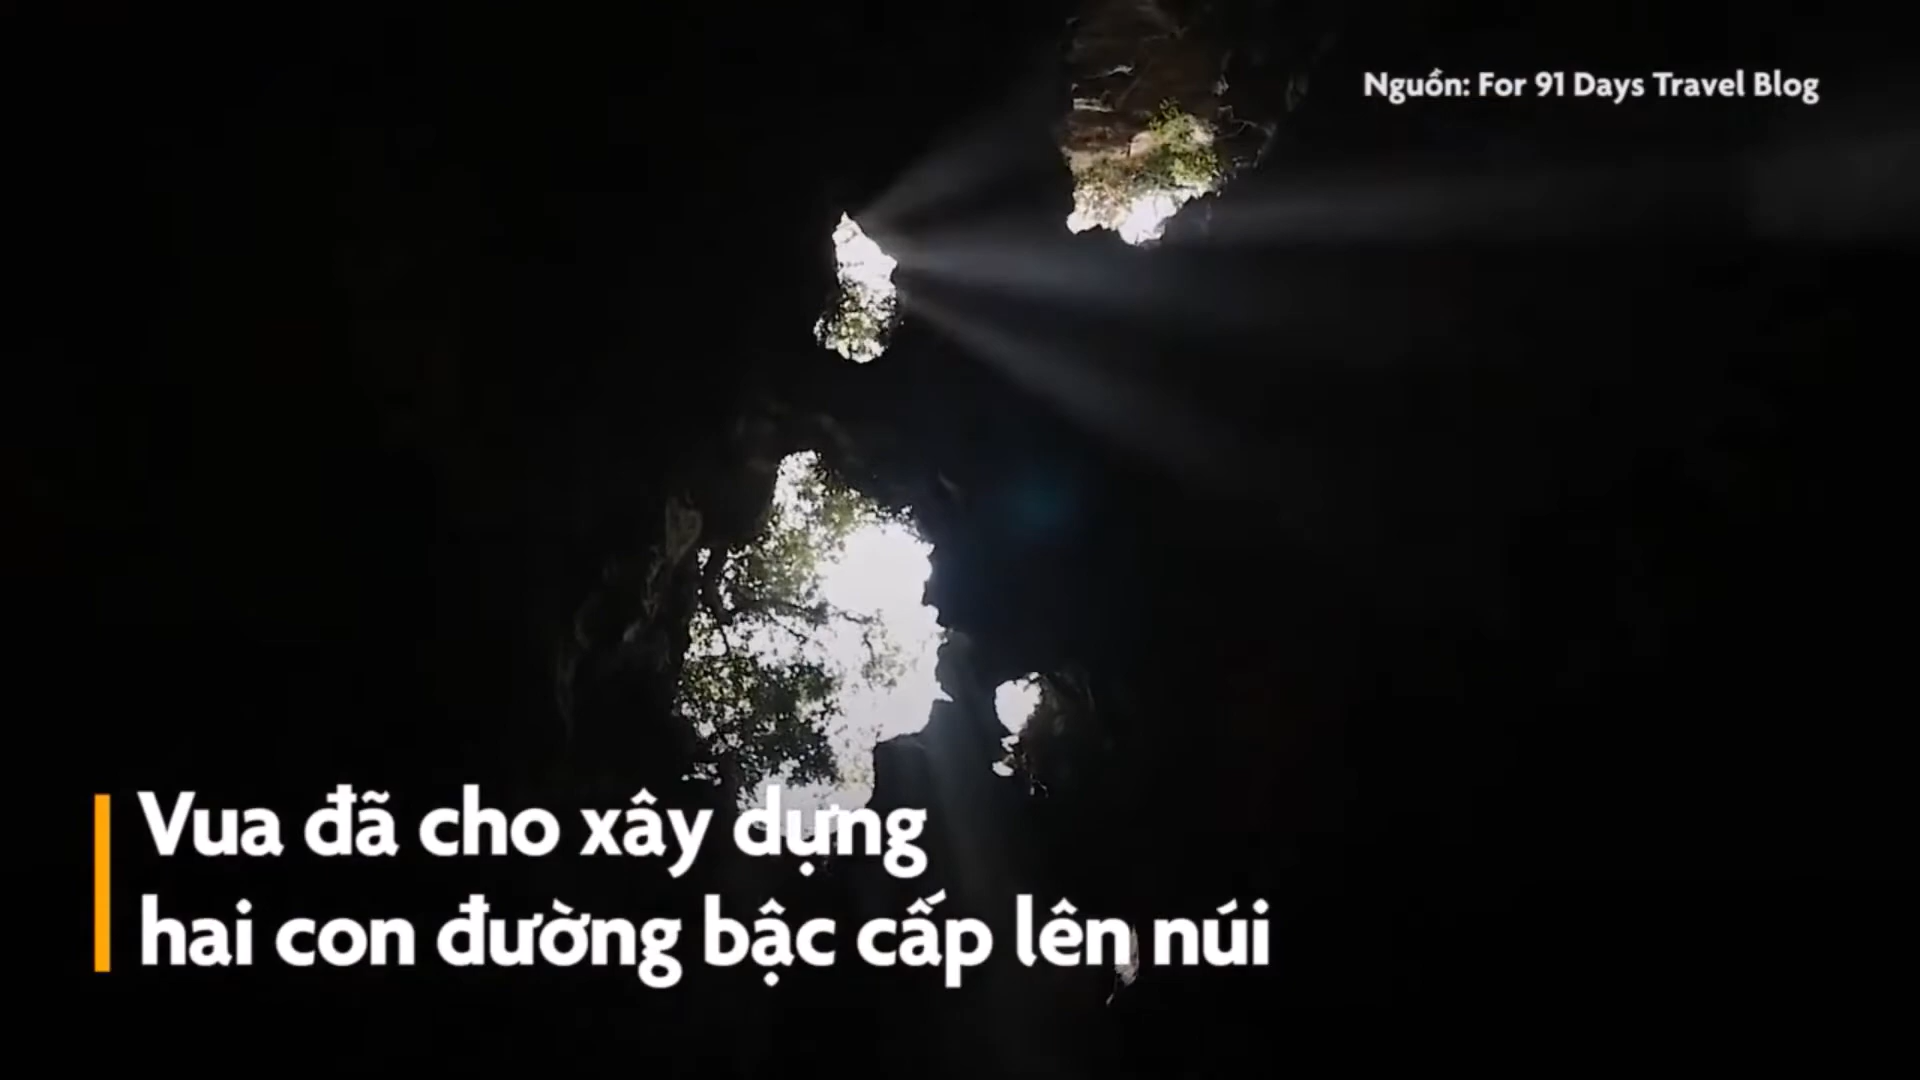 Nguồn: For 91 Days Travel Blog
Vua đã cho xây dựng
hai con đường bậc cấp lên núi